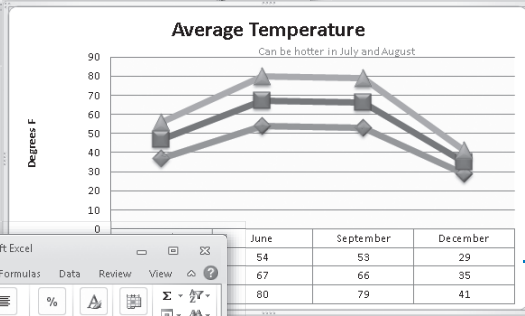 Average Temperature
Can be hotter in July and August
Degrees F
90
80
70
60
50
40
30
20
10
0
June September December
54 53 29
67 66 35
80 79 41
ft Excel
Formulas Data Review View
%
A
Σ